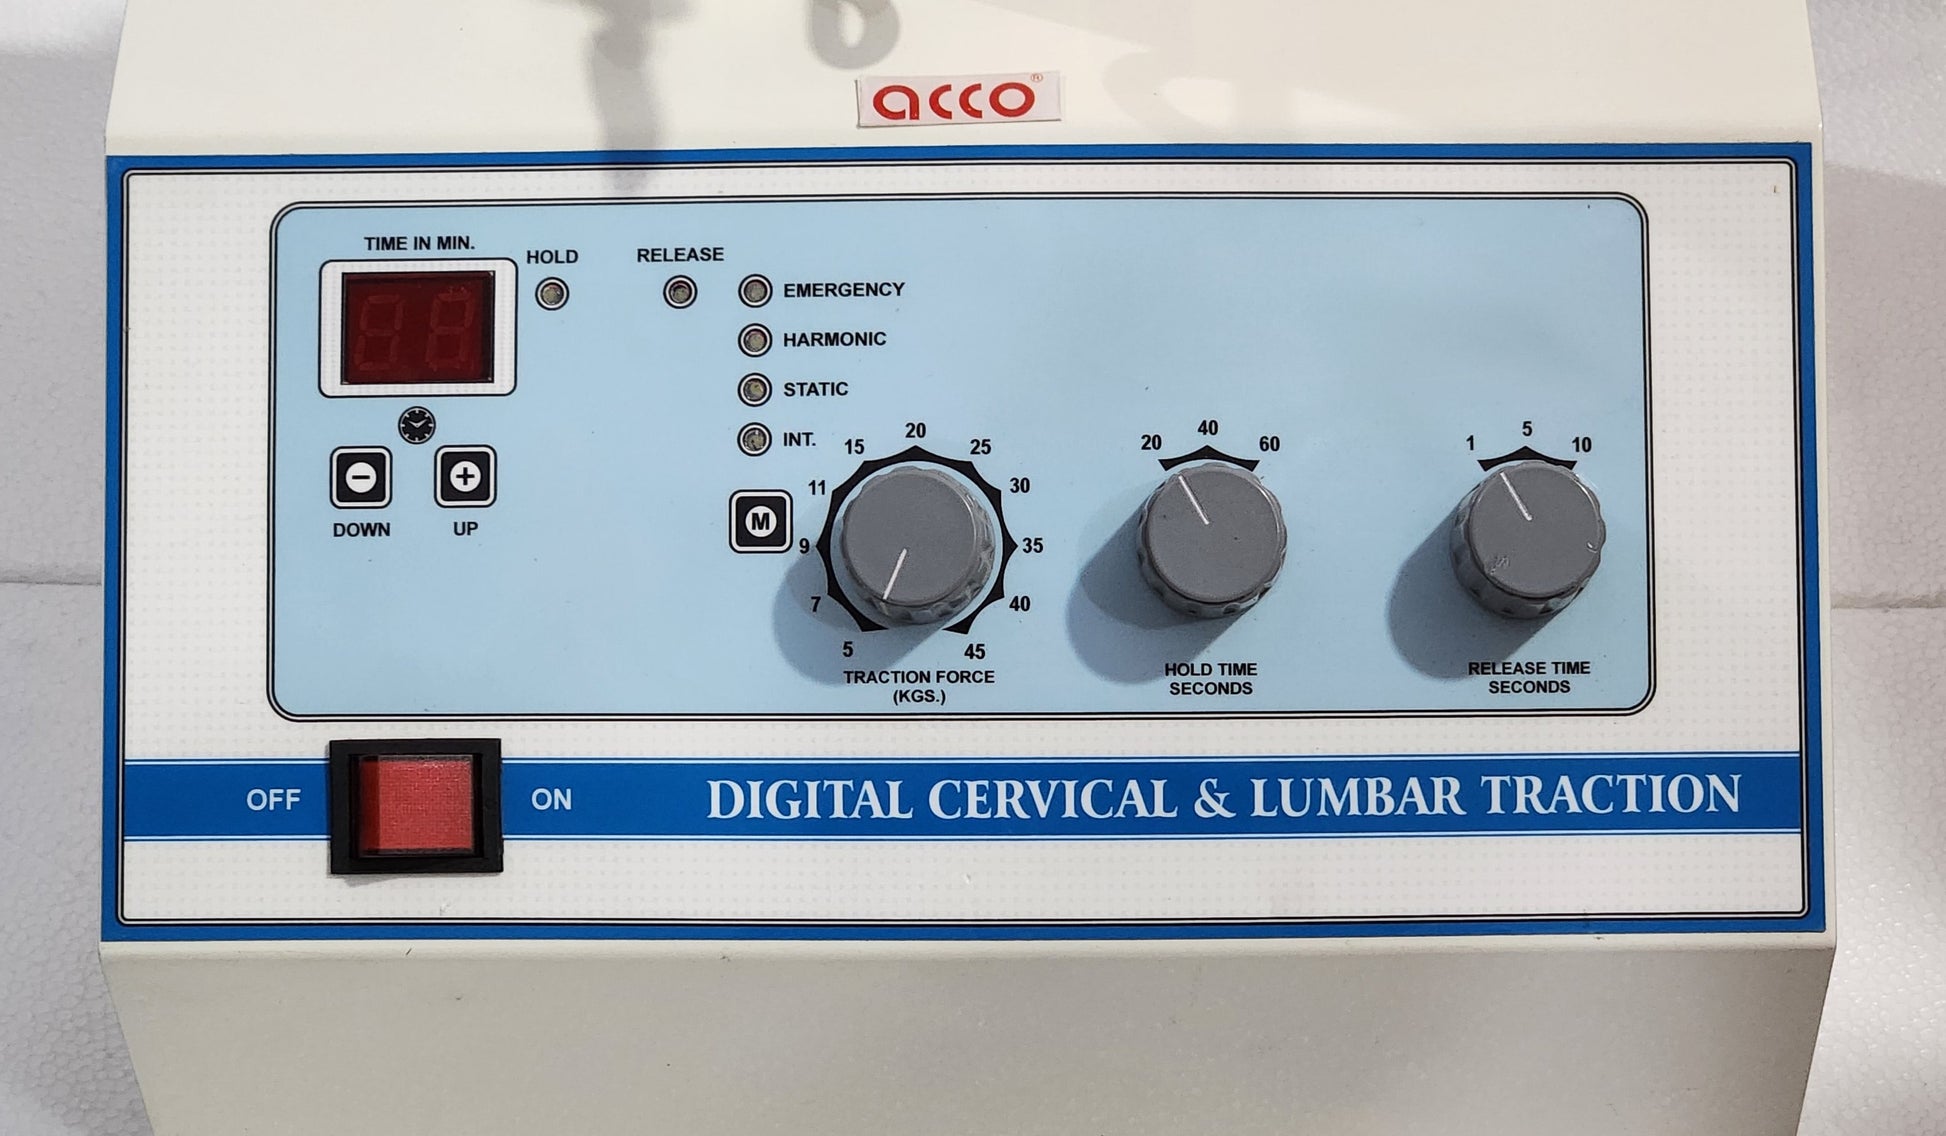 acco®
TIME IN MIN.
HOLD
RELEASE
EMERGENCY
HARMONIC
STATIC
INT.
DOWN
UP
M
5
7
9
11
15
20
25
30
35
40
45
TRACTION FORCE
(KGS.)
20
40
60
HOLD TIME
SECONDS
1
5
10
RELEASE TIME
SECONDS
OFF
ON
DIGITAL CERVICAL & LUMBAR TRACTION